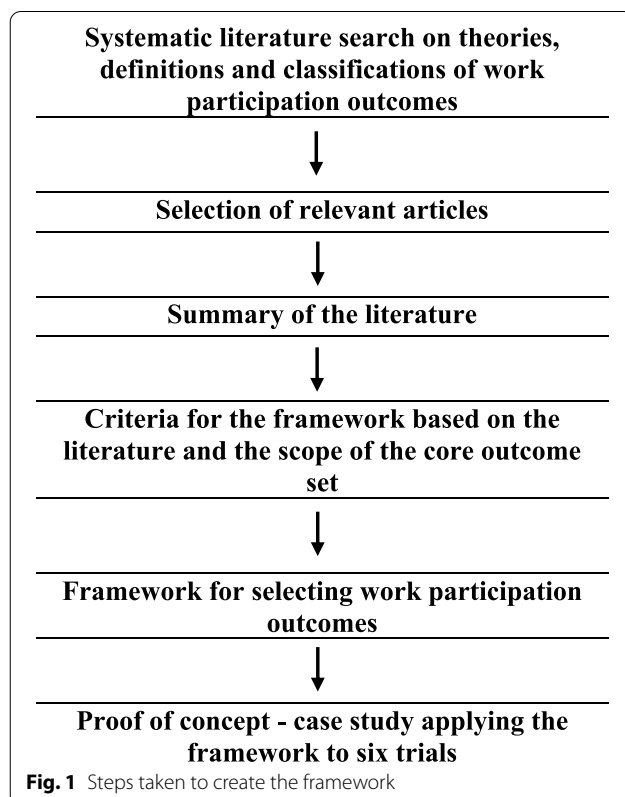 Systematic literature search on theories,
definitions and classifications of work
participation outcomes
Selection of relevant articles
Summary of the literature
Criteria for the framework based on the
literature and the scope of the core outcome
set
Framework for selecting work participation
outcomes
Proof of concept - case study applying the
framework to six trials
Fig. 1 Steps taken to create the framework